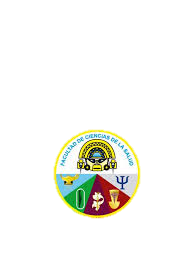 FACULTAD DE CIENCIAS DE LA SALUD
Ψ